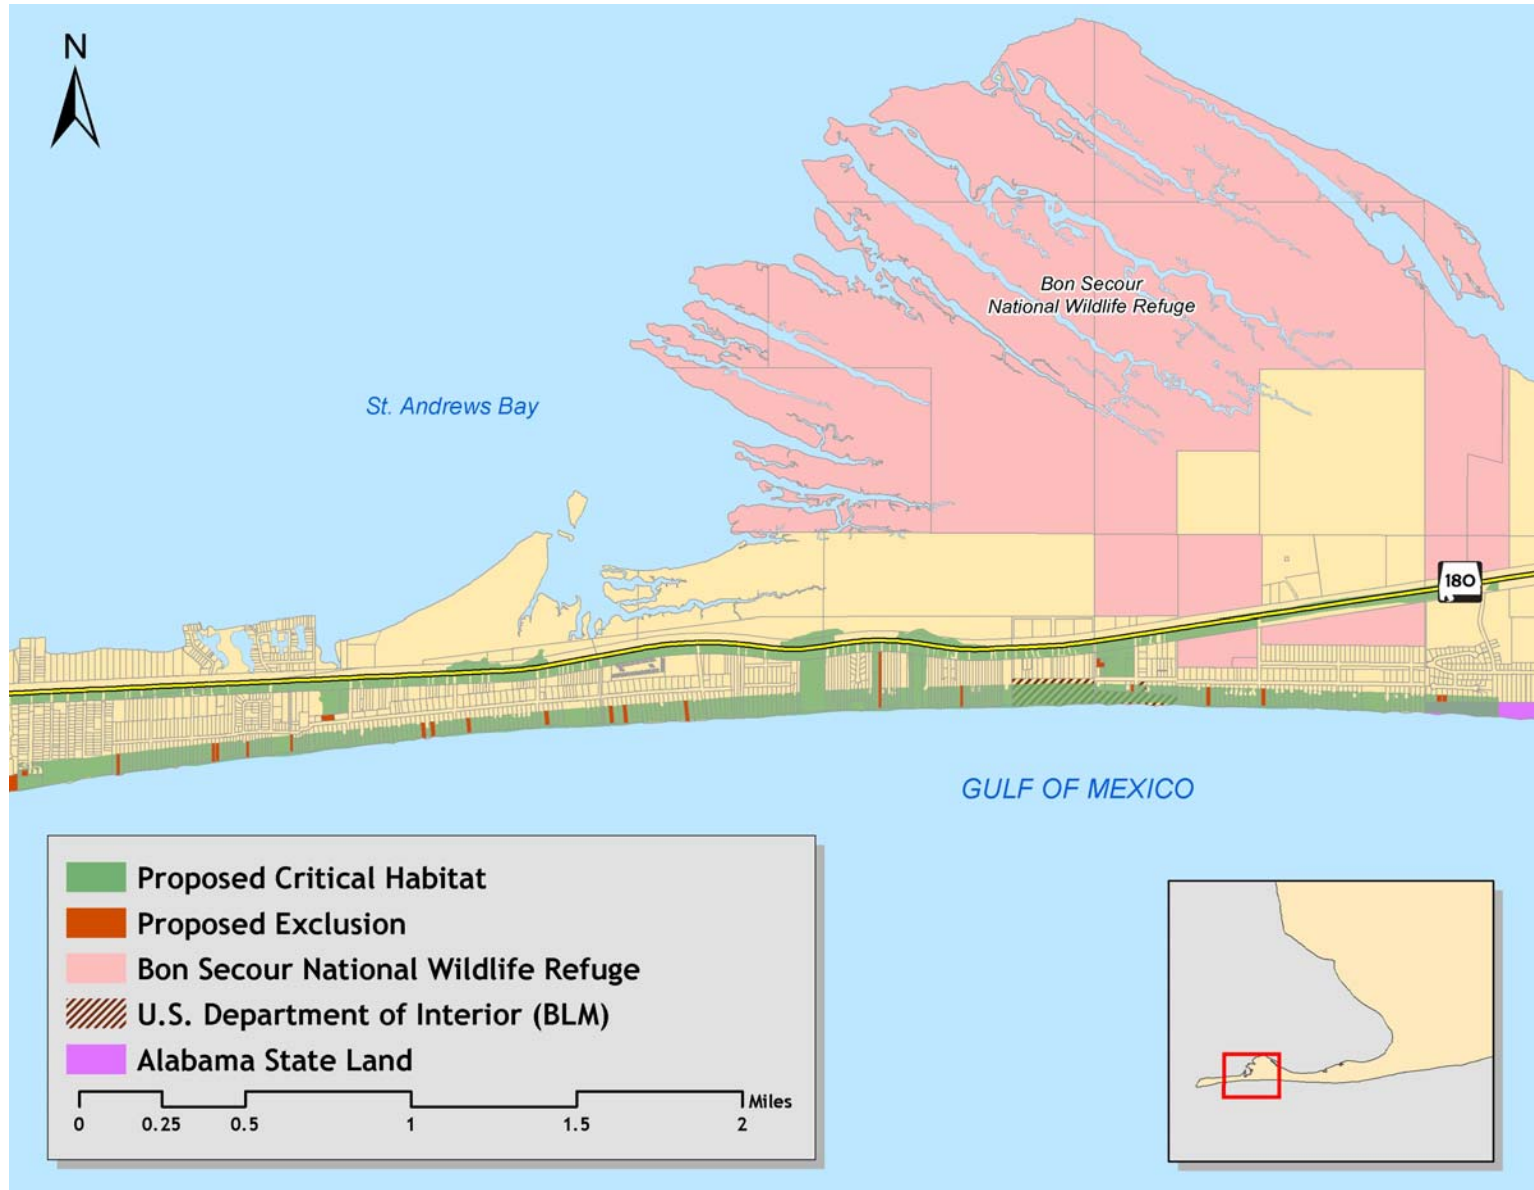 N
Bon Secour
National Wildlife Refuge
St. Andrews Bay
180
GULF OF MEXICO
Proposed Critical Habitat
Proposed Exclusion
Bon Secour National Wildlife Refuge
U.S. Department of Interior (BLM)
Alabama State Land
Miles
0 0.25 0.5 1 1.5 2